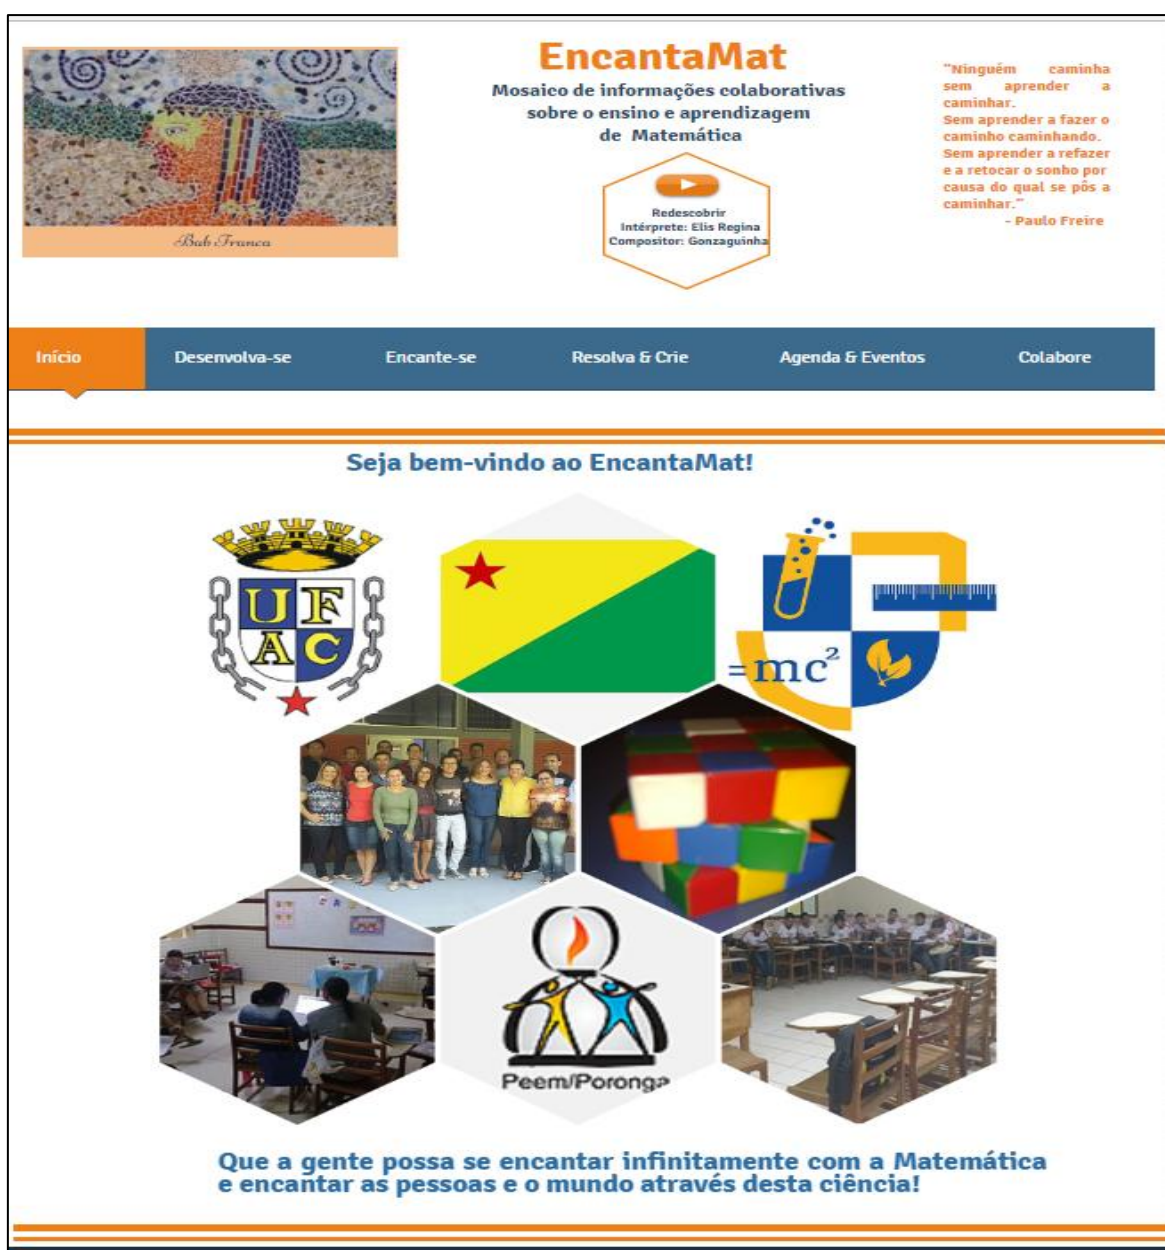 Bab Franca
EncantaMat
Mosaico de informações colaborativas
sobre o ensino e aprendizagem
de Matemática
Redescobrir
Intérprete: Elis Regina
Compositor: Gonzaguinha
"Ninguém caminha
sem aprender a
caminhar.
Sem aprender a fazer o
caminho caminhando.
Sem aprender a refazer
e a retocar o sonho por
causa do qual se pôs a
caminhar."
- Paulo Freire
Início Desenvolva-se Encante-se Resolva & Crie Agenda & Eventos Colabore
Seja bem-vindo ao EncantaMat!
UF
AC
=mc²
Peem/Poronga
Que a gente possa se encantar infinitamente com a Matemática
e encantar as pessoas e o mundo através desta ciência!